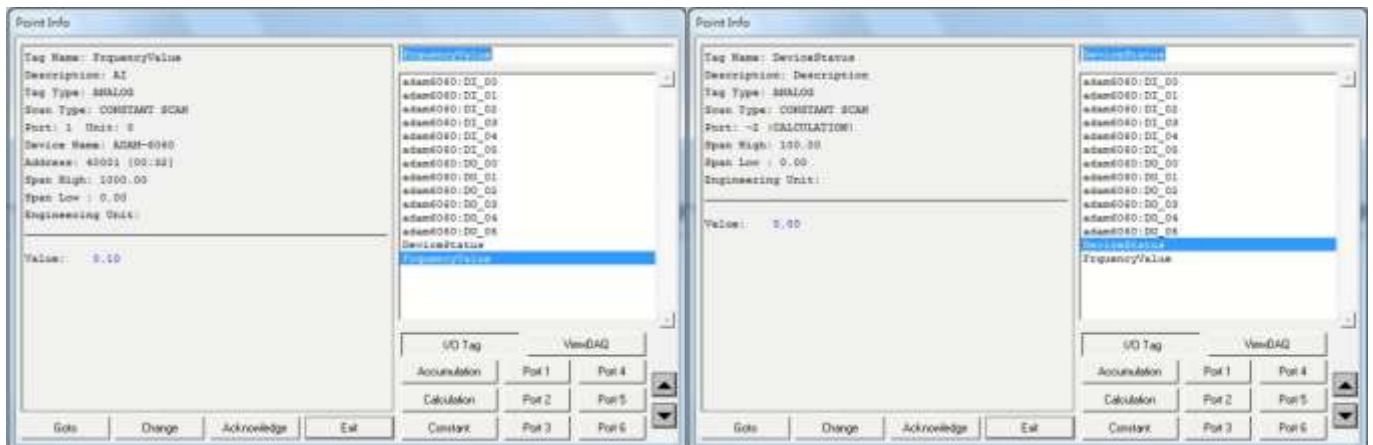 Point Info
Tag Name: FrquencyValue
Description: AI
Tag Type: ANALOG
Scan Type: CONSTANT SCAN
Port: 1 Unit: 0
Device Name: ADAM-6060
Address: 40001
Span High: 1000.00
Span Low : 0.00
Engineering Unit:
Value: 0.10
FrquencyValue
adam6060:DI_00
adam6060:DI_01
adam6060:DI_02
adam6060:DI_03
adam6060:DI_04
adam6060:DI_05
adam6060:DO_00
adam6060:DO_01
adam6060:DO_02
adam6060:DO_03
adam6060:DO_04
adam6060:DO_05
DeviceStatus
FrquencyValue
I/O Tag
ViewDAQ
Accumulation
Port 1
Port 4
Calculation
Port 2
Port 5
Constant
Port 3
Port 6
Goto
Change
Acknowledge
Exit
Point Info
Tag Name: DeviceStatus
Description: Description
Tag Type: ANALOG
Scan Type: CONSTANT SCAN
Port: (CALCULATION)
Span High: 100.00
Span Low : 0.00
Engineering Unit:
Value: 0.00
DeviceStatus
adam6060:DI_00
adam6060:DI_01
adam6060:DI_02
adam6060:DI_03
adam6060:DI_04
adam6060:DI_05
adam6060:DO_00
adam6060:DO_01
adam6060:DO_02
adam6060:DO_03
adam6060:DO_04
adam6060:DO_05
DeviceStatus
FrquencyValue
I/O Tag
ViewDAQ
Accumulation
Port 1
Port 4
Calculation
Port 2
Port 5
Constant
Port 3
Port 6
Goto
Change
Acknowledge
Exit